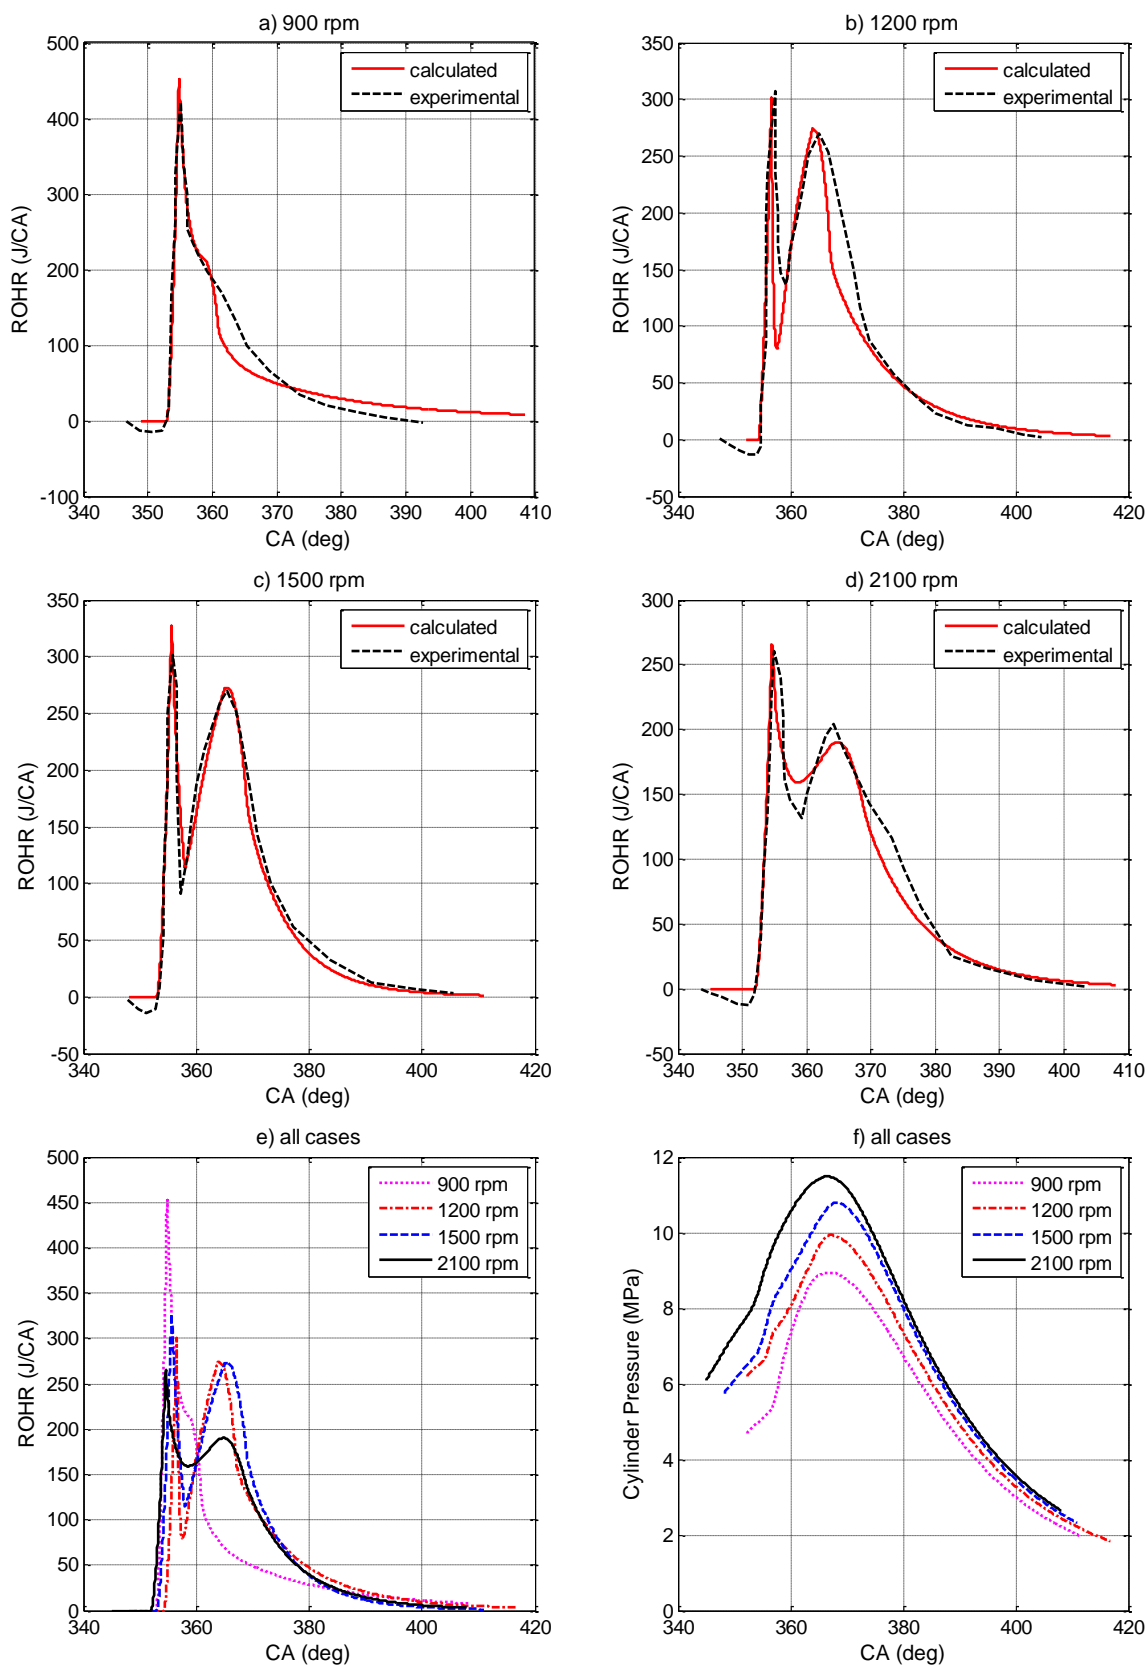 a) 900 rpm
500
400
300
200
100
0
-100
340 350 360 370 380 390 400 410
CA (deg)
ROHR (J/CA)
calculated
experimental
b) 1200 rpm
350
300
250
200
150
100
50
0
-50
340 360 380 400 420
CA (deg)
ROHR (J/CA)
calculated
experimental
c) 1500 rpm
350
300
250
200
150
100
50
0
-50
340 360 380 400 420
CA (deg)
ROHR (J/CA)
calculated
experimental
d) 2100 rpm
300
250
200
150
100
50
0
-50
340 350 360 370 380 390 400 410
CA (deg)
ROHR (J/CA)
calculated
experimental
e) all cases
500
450
400
350
300
250
200
150
100
50
0
340 360 380 400 420
CA (deg)
ROHR (J/CA)
900 rpm
1200 rpm
1500 rpm
2100 rpm
f) all cases
12
10
8
6
4
2
0
340 360 380 400 420
CA (deg)
Cylinder Pressure (MPa)
900 rpm
1200 rpm
1500 rpm
2100 rpm